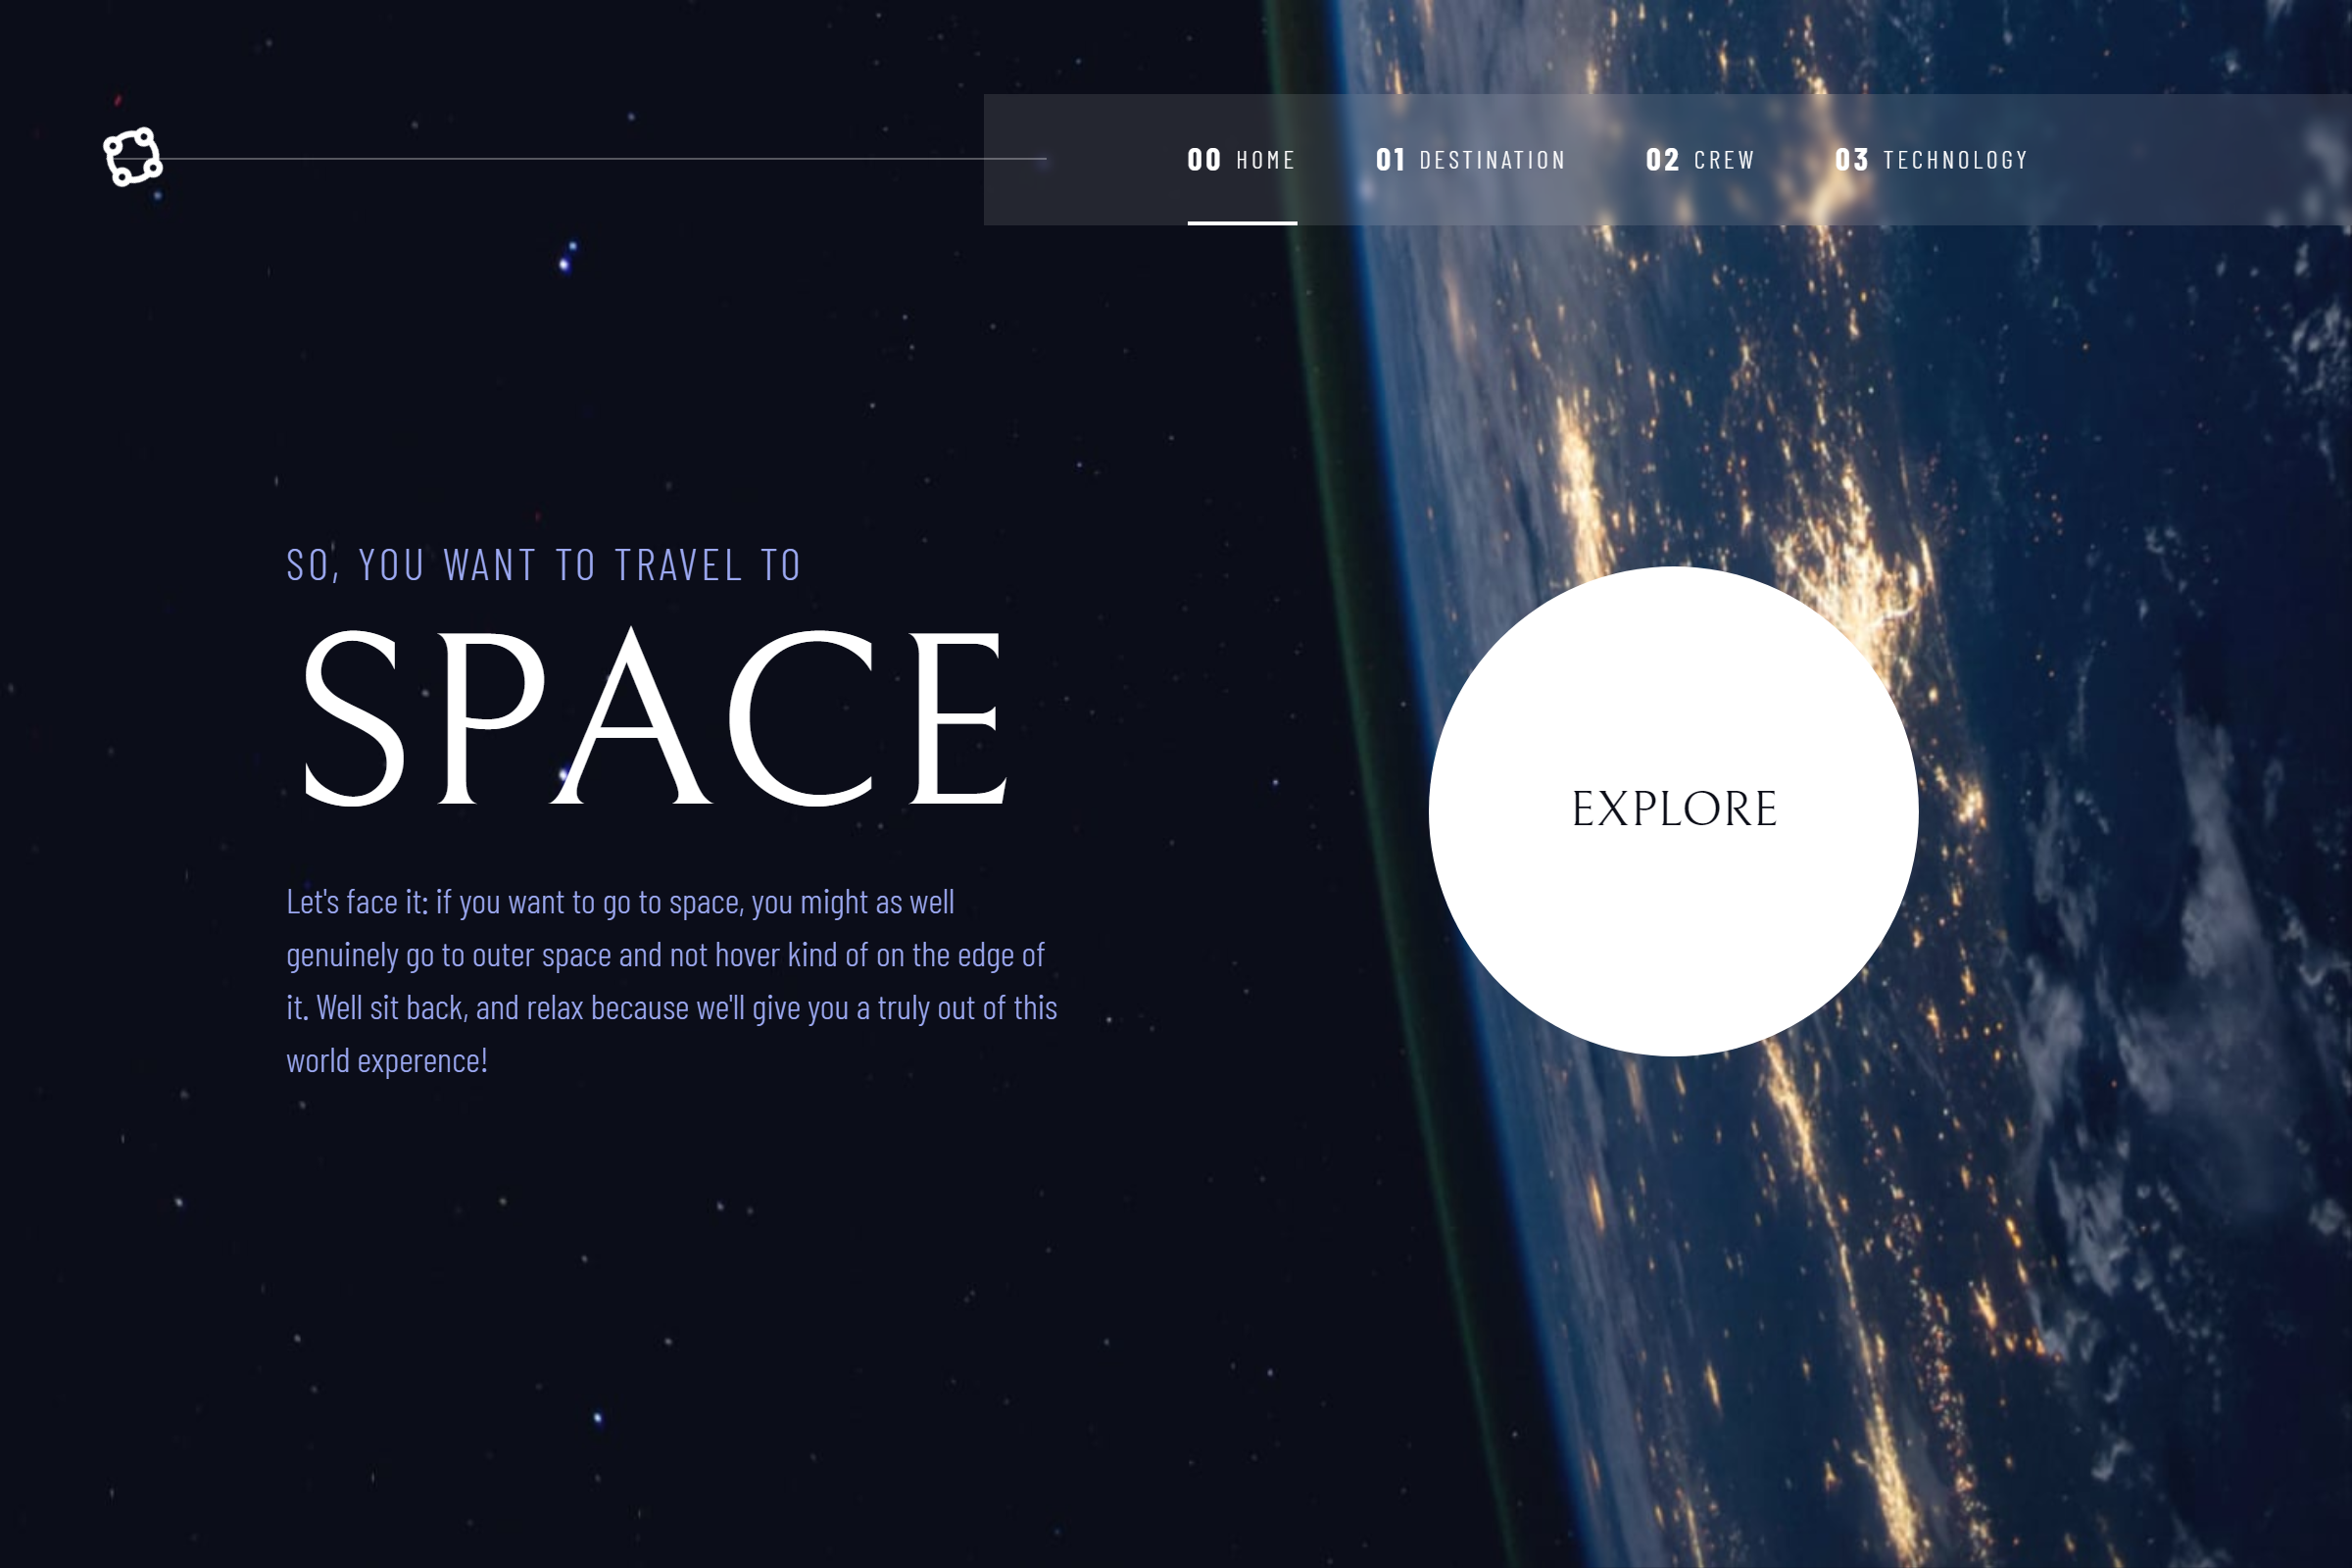 00 HOME 01 DESTINATION 02 CREW 03 TECHNOLOGY
SO, YOU WANT TO TRAVEL TO
SPACE
Let's face it: if you want to go to space, you might as well
genuinely go to outer space and not hover kind of on the edge of
it. Well sit back, and relax because we'll give you a truly out of this
world experence!
EXPLORE